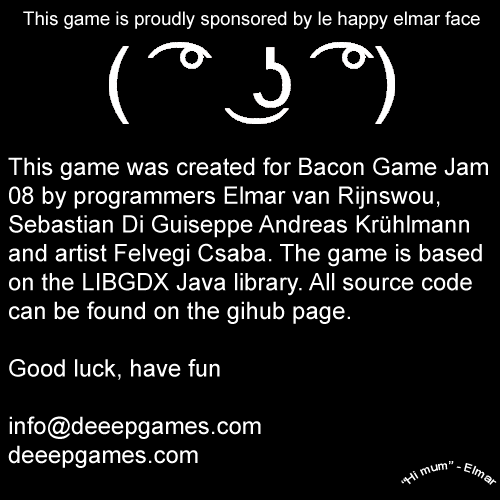 This game is proudly sponsored by le happy elmar face
( ͡° ͜ʖ ͡°)
This game was created for Bacon Game Jam
08 by programmers Elmar van Rijnswou,
Sebastian Di Guiseppe Andreas Krühlmann
and artist Felvegi Csaba. The game is based
on the LIBGDX Java library. All source code
can be found on the gihub page.
Good luck, have fun
info@deeepgames.com
deeepgames.com
"Hi mum" - Elmar